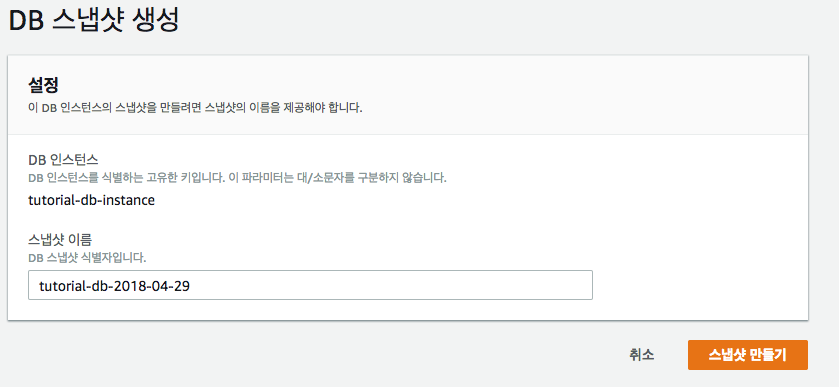 DB 스냅샷 생성
설정
이 DB 인스턴스의 스냅샷을 만들려면 스냅샷의 이름을 제공해야 합니다.
DB 인스턴스
DB 인스턴스를 식별하는 고유한 키입니다. 이 파라미터는 대/소문자를 구분하지 않습니다.
tutorial-db-instance
스냅샷 이름
DB 스냅샷 식별자입니다.
tutorial-db-2018-04-29
취소
스냅샷 만들기